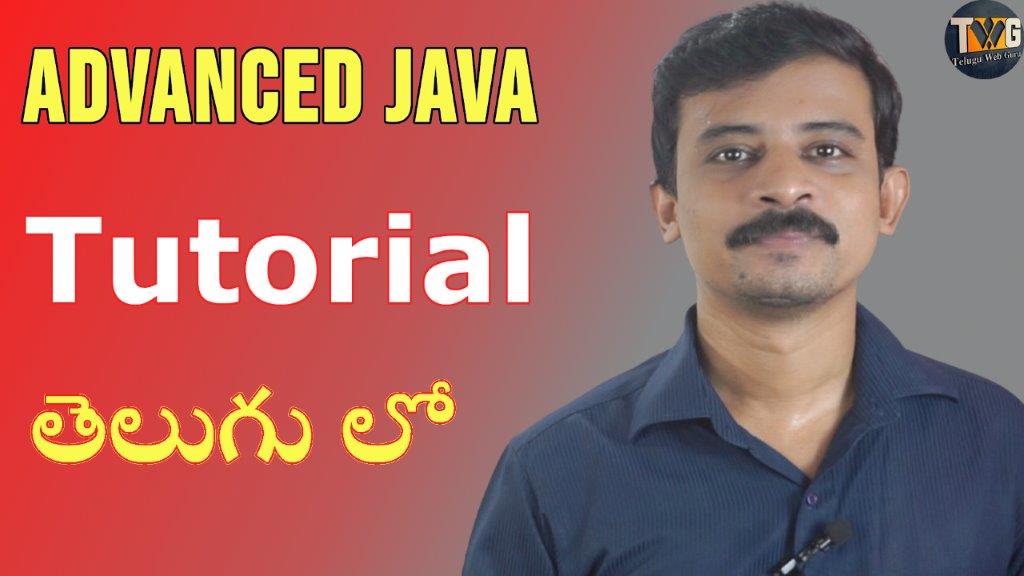 ADVANCED JAVA
Tutorial
తెలుగు లో
TWG
Telugu Web Guru